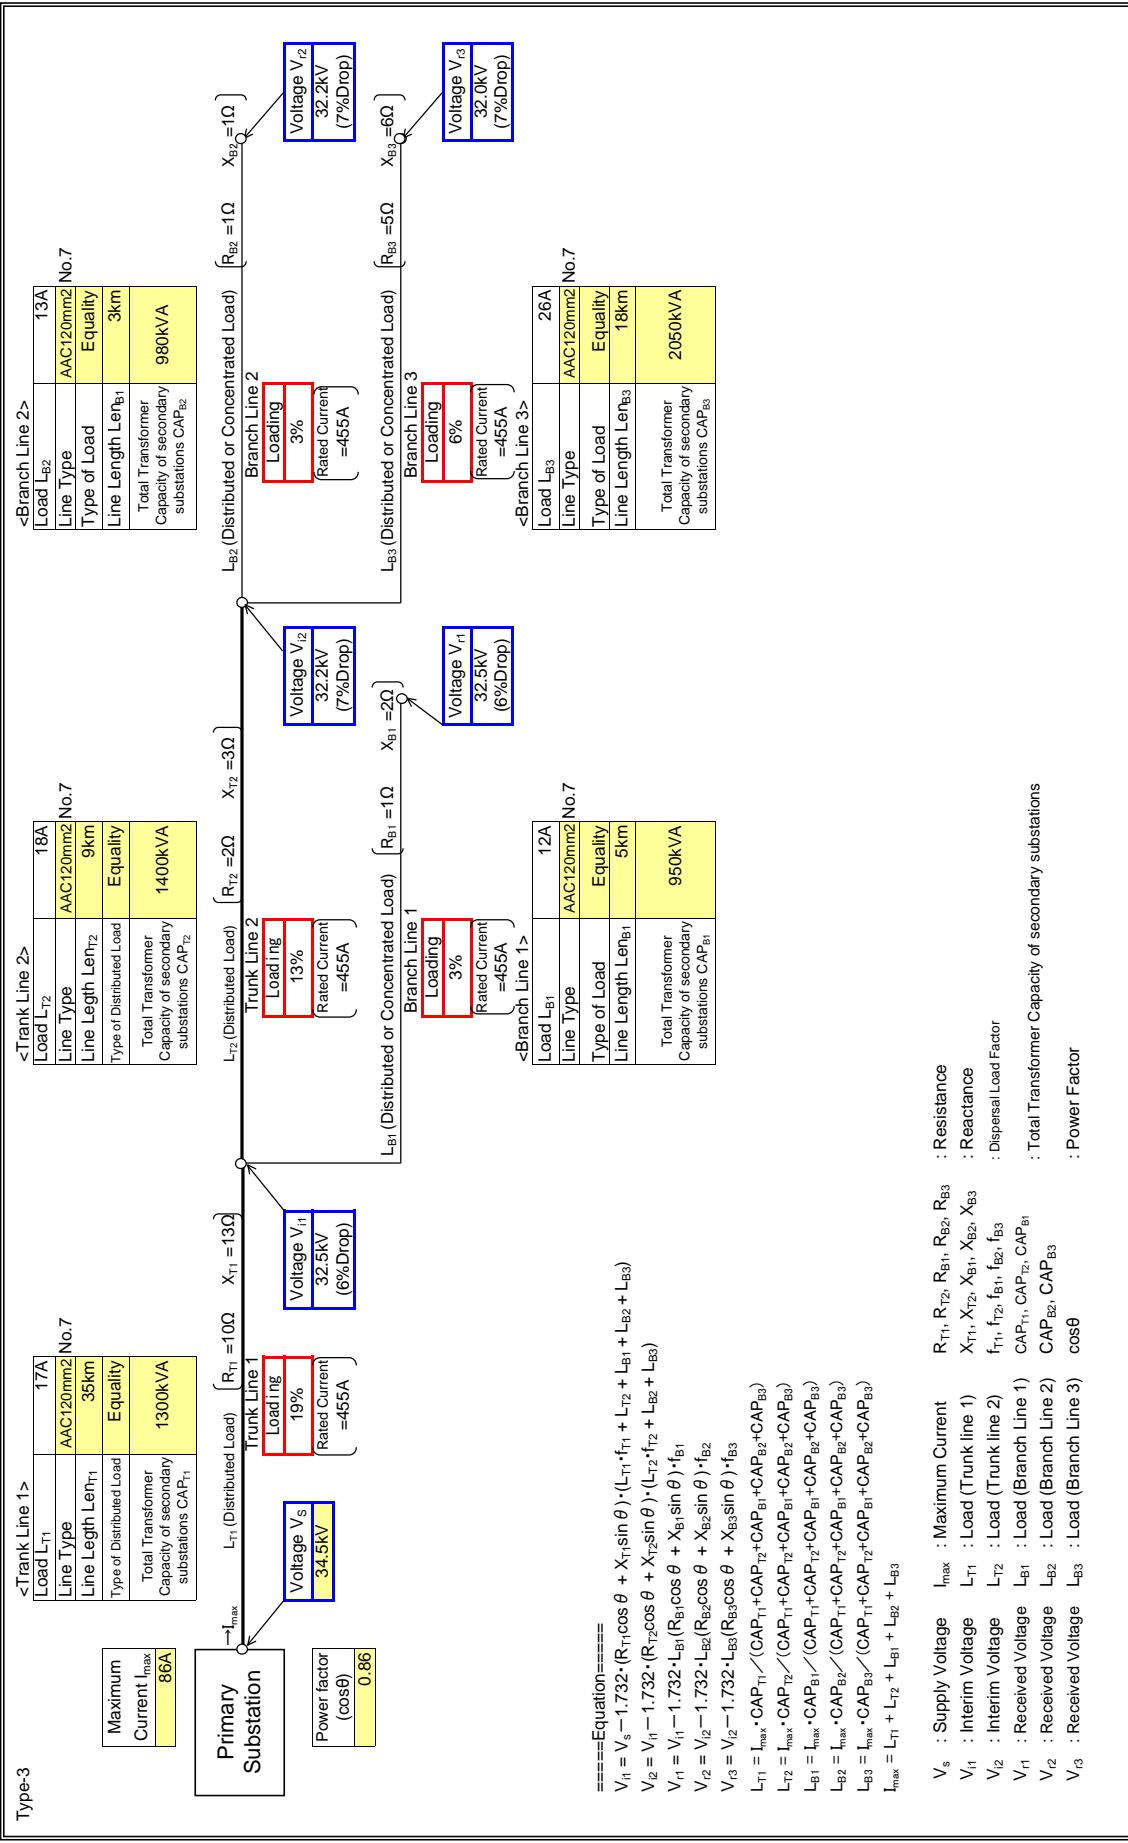 Type-3
Maximum
Current Imax
86A
Primary
Substation
Power factor
(cosθ)
0.86
→Imax
Voltage VS
34.5kV
<Trank Line 1>
Load LT1 17A
Line Type AAC120mm2 No.7
Line Legth LenT1 35km
Type of Distributed Load Equality
Total Transformer
Capacity of secondary
substations CAPT1
1300kVA
LT1 (Distributed Load) RT1 =10Ω XT1 =13Ω
Trunk Line 1
Loading
19%
Rated Current
=455A
Voltage Vi1
32.5kV
(6%Drop)
<Trank Line 2>
Load LT2 18A
Line Type AAC120mm2 No.7
Line Legth LenT2 9km
Type of Distributed Load Equality
Total Transformer
Capacity of secondary
substations CAPT2
1400kVA
LT2 (Distributed Load) RT2 =2Ω XT2 =3Ω
Trunk Line 2
Loading
13%
Rated Current
=455A
Voltage Vi2
32.2kV
(7%Drop)
LB1 (Distributed or Concentrated Load) RB1 =1Ω XB1 =2Ω
Branch Line 1
Loading
3%
Rated Current
=455A
Voltage Vr1
32.5kV
(6%Drop)
<Branch Line 1>
Load LB1 12A
Line Type AAC120mm2 No.7
Type of Load Equality
Line Length LenB1 5km
Total Transformer
Capacity of secondary
substations CAPB1
950kVA
<Branch Line 2>
Load LB2 13A
Line Type AAC120mm2 No.7
Type of Load Equality
Line Length LenB1 3km
Total Transformer
Capacity of secondary
substations CAPB2
980kVA
LB2 (Distributed or Concentrated Load) RB2 =1Ω XB2 =1Ω
Branch Line 2
Loading
3%
Rated Current
=455A
Voltage Vr2
32.2kV
(7%Drop)
LB3 (Distributed or Concentrated Load) RB3 =5Ω XB3 =6Ω
Branch Line 3
Loading
6%
Rated Current
=455A
Voltage Vr3
32.0kV
(7%Drop)
<Branch Line 3>
Load LB3 26A
Line Type AAC120mm2 No.7
Type of Load Equality
Line Length LenB3 18km
Total Transformer
Capacity of secondary
substations CAPB3
2050kVA
=====Equation=====
Vi1 = Vs－1.732･(RT1cosθ + XT1sinθ)･(LT1･fT1 + LT2 + LB1 + LB2 + LB3)
Vi2 = Vi1－1.732･(RT2cosθ + XT2sinθ)･(LT2･fT2 + LB2 + LB3)
Vr1 = Vi1－1.732･LB1(RB1cosθ + XB1sinθ)･fB1
Vr2 = Vi2－1.732･LB2(RB2cosθ + XB2sinθ)･fB2
Vr3 = Vi2－1.732･LB3(RB3cosθ + XB3sinθ)･fB3
LT1 = Imax･CAPT1／(CAPT1+CAPT2+CAPB1+CAPB2+CAPB3)
LT2 = Imax･CAPT2／(CAPT1+CAPT2+CAPB1+CAPB2+CAPB3)
LB1 = Imax･CAPB1／(CAPT1+CAPT2+CAPB1+CAPB2+CAPB3)
LB2 = Imax･CAPB2／(CAPT1+CAPT2+CAPB1+CAPB2+CAPB3)
LB3 = Imax･CAPB3／(CAPT1+CAPT2+CAPB1+CAPB2+CAPB3)
Imax = LT1 + LT2 + LB1 + LB2 + LB3
Vs : Supply Voltage Imax : Maximum Current RT1, RT2, RB1, RB2, RB3 : Resistance
Vi1 : Interim Voltage LT1 : Load (Trunk line 1) XT1, XT2, XB1, XB2, XB3 : Reactance
Vi2 : Interim Voltage LT2 : Load (Trunk line 2) fT1, fT2, fB1, fB2, fB3 : Dispersal Load Factor
Vr1 : Received Voltage LB1 : Load (Branch Line 1) CAPT1, CAPT2, CAPB1
Vr2 : Received Voltage LB2 : Load (Branch Line 2) CAPB2, CAPB3 : Total Transformer Capacity of secondary substations
Vr3 : Received Voltage LB3 : Load (Branch Line 3) cosθ : Power Factor